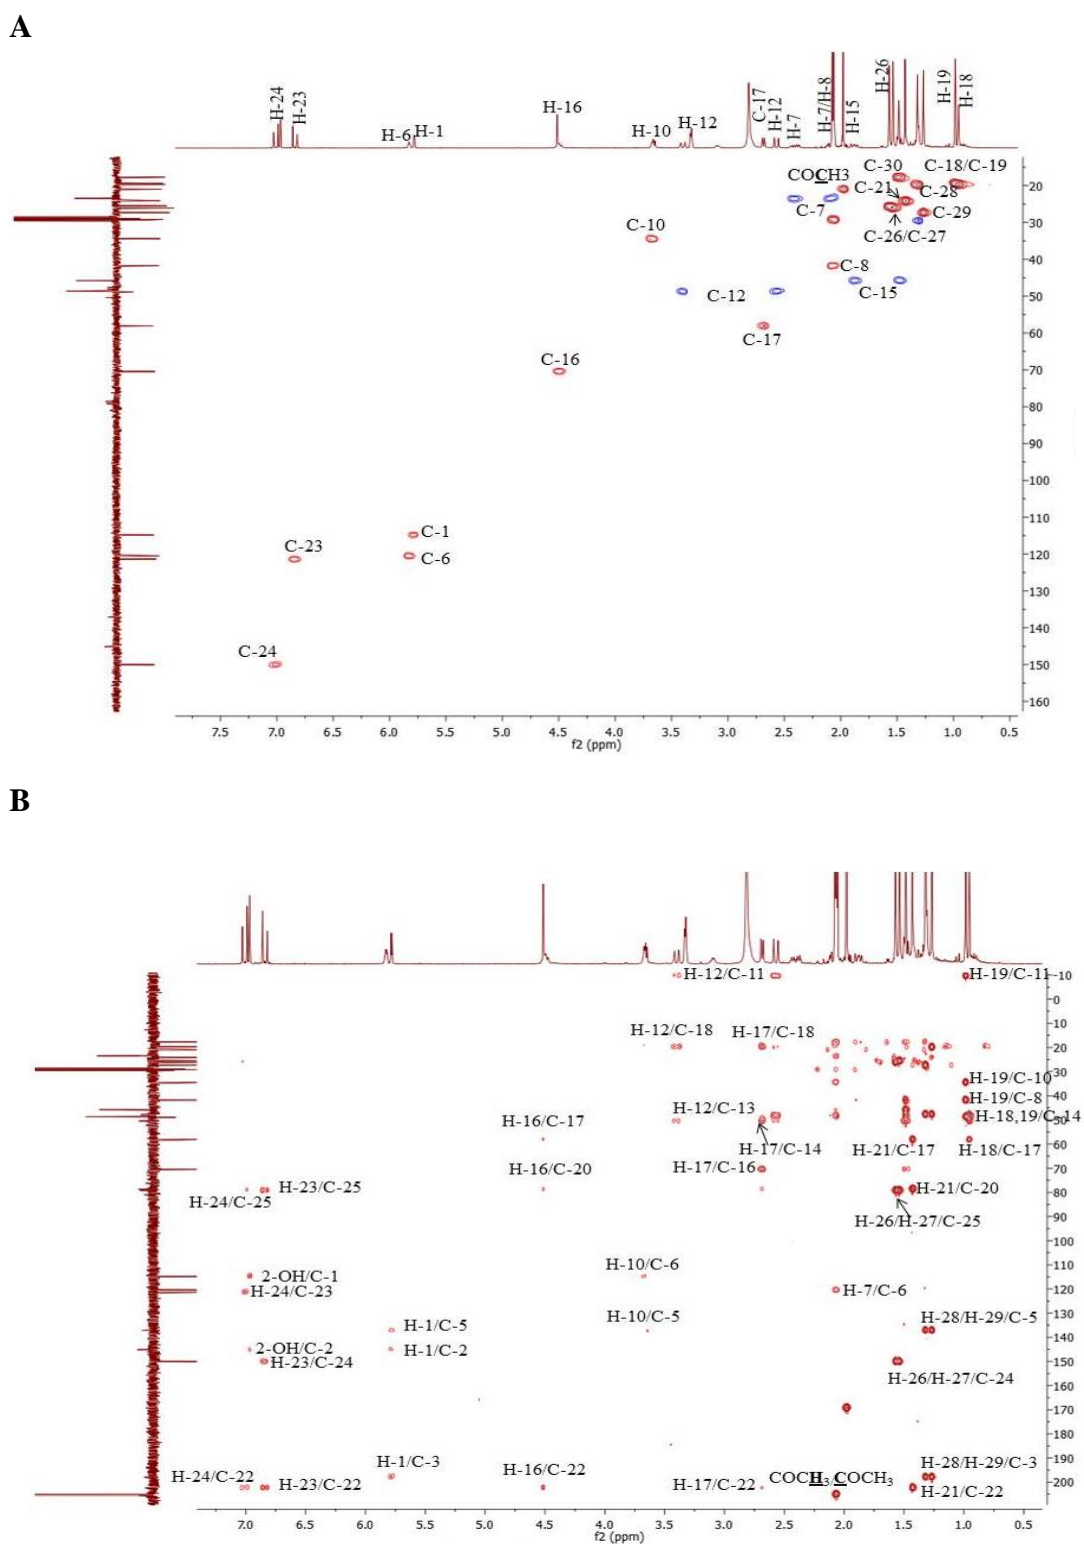 A
H-24
H-23
H-6
H-1
H-16
H-10
H-12
C-17
H-12
H-7
H-7/H-8
H-15
H-26
H-19
H-18
COCH3
C-30
C-18/C-19
C-21
C-28
C-7
C-29
C-26/C-27
C-10
C-8
C-12
C-15
C-17
C-16
C-1
C-23
C-6
C-24
20
30
40
50
60
70
80
90
100
110
120
130
140
150
160
7.5 7.0 6.5 6.0 5.5 5.0 4.5 4.0 3.5 3.0 2.5 2.0 1.5 1.0 0.5
f2 (ppm)
B
H-12/C-11
H-19/C-11
H-12/C-18
H-17/C-18
H-19/C-10
H-19/C-8
H-12/C-13
H-18,19/C-14
H-16/C-17
H-17/C-14
H-21/C-17
H-18/C-17
H-16/C-20
H-17/C-16
H-23/C-25
H-24/C-25
H-21/C-20
H-26/H-27/C-25
H-10/C-6
2-OH/C-1
H-24/C-23
H-7/C-6
H-1/C-5
H-10/C-5
H-28/H-29/C-5
2-OH/C-2
H-1/C-2
H-23/C-24
H-26/H-27/C-24
H-1/C-3
H-28/H-29/C-3
H-24/C-22
H-23/C-22
H-16/C-22
H-17/C-22
COCH3/COCH3
H-21/C-22
-10
0
10
20
30
40
50
60
70
80
90
100
110
120
130
140
150
160
170
180
190
200
7.0 6.5 6.0 5.5 5.0 4.5 4.0 3.5 3.0 2.5 2.0 1.5 1.0 0.5
f2 (ppm)